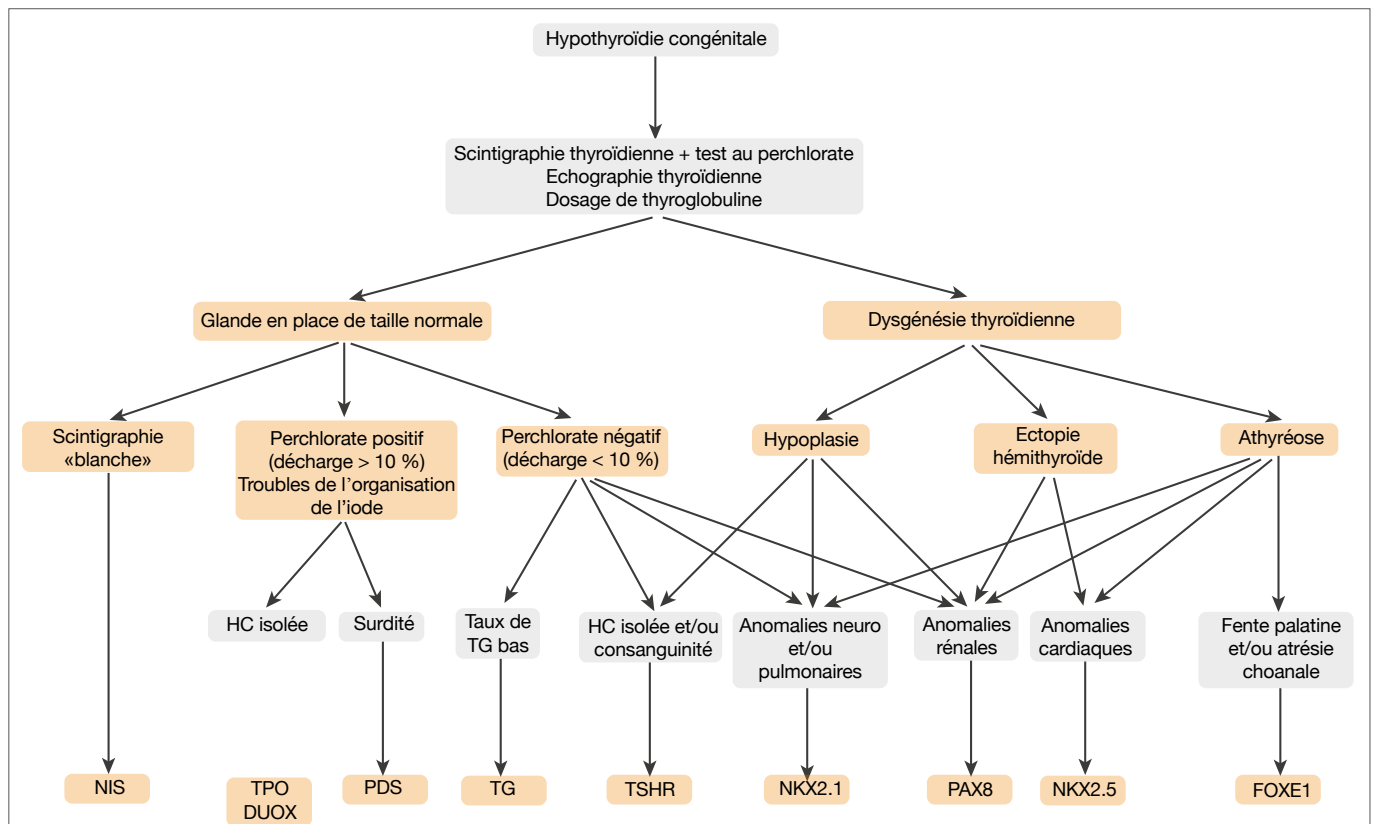 Hypothyroïdie congénitale
Scintigraphie thyroïdienne + test au perchlorate
Echographie thyroïdienne
Dosage de thyroglobuline
Glande en place de taille normale
Dysgénésie thyroïdienne
Scintigraphie
«blanche»
Perchlorate positif
(décharge > 10 %)
Troubles de l'organisation
de l'iode
Perchlorate négatif
(décharge < 10 %)
Hypoplasie
Ectopie
hémithyroïde
Athyréose
HC isolée
Surdité
Taux de
TG bas
HC isolée et/ou
consanguinité
Anomalies neuro
et/ou
pulmonaires
Anomalies
rénales
Anomalies
cardiaques
Fente palatine
et/ou atrésie
choanale
NIS
TPO
DUOX
PDS
TG
TSHR
NKX2.1
PAX8
NKX2.5
FOXE1